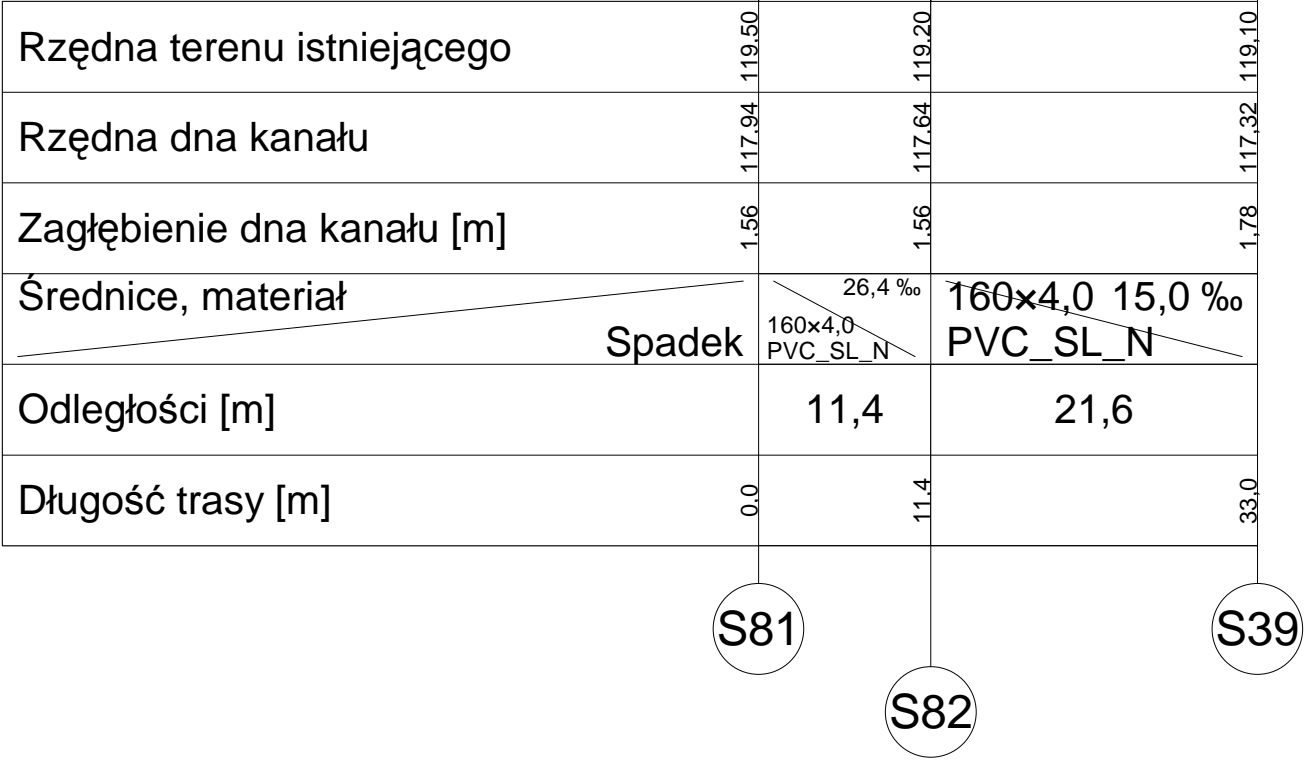 Rzędna terenu istniejącego 119.50 119.20 119,10
Rzędna dna kanału 117.94 117.64 117,32
Zagłębienie dna kanału [m] 1.56 1.56 1,78
Średnice, materiał Spadek
26,4 ‰
160×4,0
PVC_SL_N
160×4,0 15,0 ‰
PVC_SL_N
Odległości [m] 11,4 21,6
Długość trasy [m] 0.0 11.4 33,0
S81
S39
S82